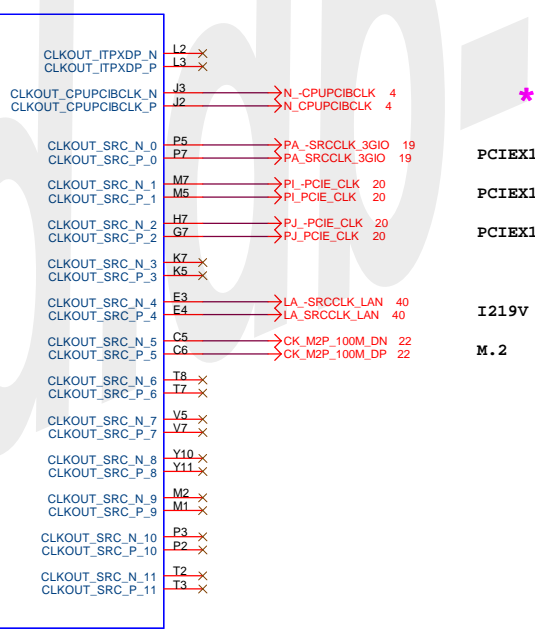 CLKOUT_ITPXDP_N L2
CLKOUT_ITPXDP_P L3
CLKOUT_CPUPCIBCLK_N J3 N_-CPUPCIBCLK 4
CLKOUT_CPUPCIBCLK_P J2 N_CPUPCIBCLK 4
*
CLKOUT_SRC_N_0 P5 PA_-SRCCLK_3GIO 19
CLKOUT_SRC_P_0 P7 PA_SRCCLK_3GIO 19
PCIEX1
CLKOUT_SRC_N_1 M7 PI_-PCIE_CLK 20
CLKOUT_SRC_P_1 M5 PI_PCIE_CLK 20
PCIEX1
CLKOUT_SRC_N_2 H7 PJ_-PCIE_CLK 20
CLKOUT_SRC_P_2 G7 PJ_PCIE_CLK 20
PCIEX1
CLKOUT_SRC_N_3 K7
CLKOUT_SRC_P_3 K5
CLKOUT_SRC_N_4 E3 LA_-SRCCLK_LAN 40
CLKOUT_SRC_P_4 E4 LA_SRCCLK_LAN 40
I219V
CLKOUT_SRC_N_5 C5 CK_M2P_100M_DN 22
CLKOUT_SRC_P_5 C6 CK_M2P_100M_DP 22
M.2
CLKOUT_SRC_N_6 T8
CLKOUT_SRC_P_6 T7
CLKOUT_SRC_N_7 V5
CLKOUT_SRC_P_7 V7
CLKOUT_SRC_N_8 Y10
CLKOUT_SRC_P_8 Y11
CLKOUT_SRC_N_9 M2
CLKOUT_SRC_P_9 M1
CLKOUT_SRC_N_10 P3
CLKOUT_SRC_P_10 P2
CLKOUT_SRC_N_11 T2
CLKOUT_SRC_P_11 T3